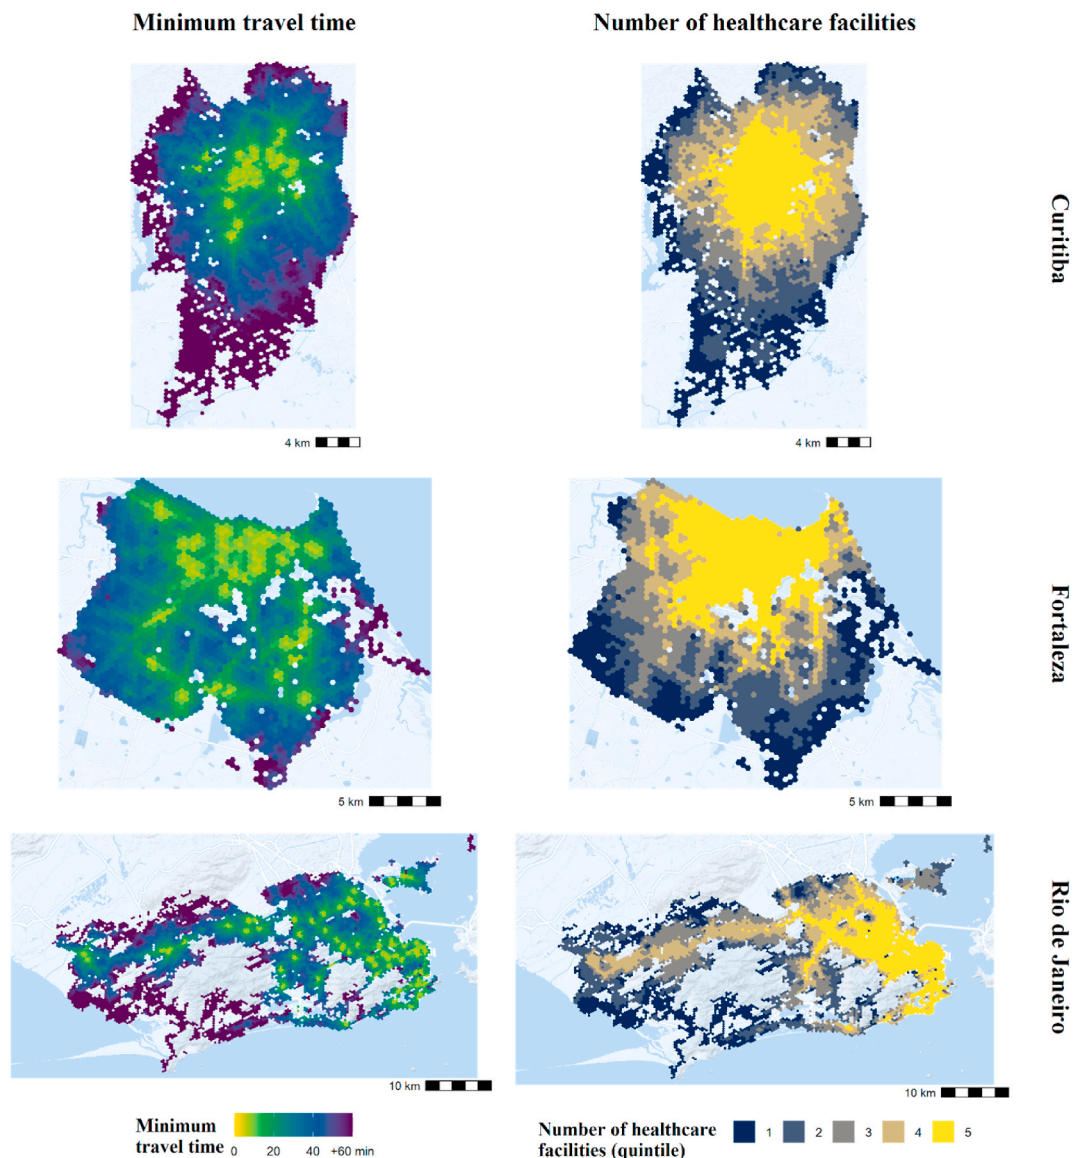 Minimum travel time
Number of healthcare facilities
Curitiba
4 km
4 km
Fortaleza
5 km
5 km
Rio de Janeiro
10 km
10 km
Minimum
travel time
0 20 40 +60 min
Number of healthcare
facilities (quintile)
1 2 3 4 5